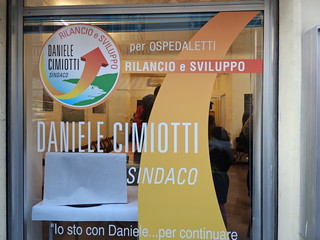 RILANCIO e SVILUPPO
DANIELE
CIMIOTTI
SINDACO
per OSPEDALETTI
RILANCIO e SVILUPPO
DANIELE CIMIOTTI
SINDACO
"Io sto con Daniele...per continuare